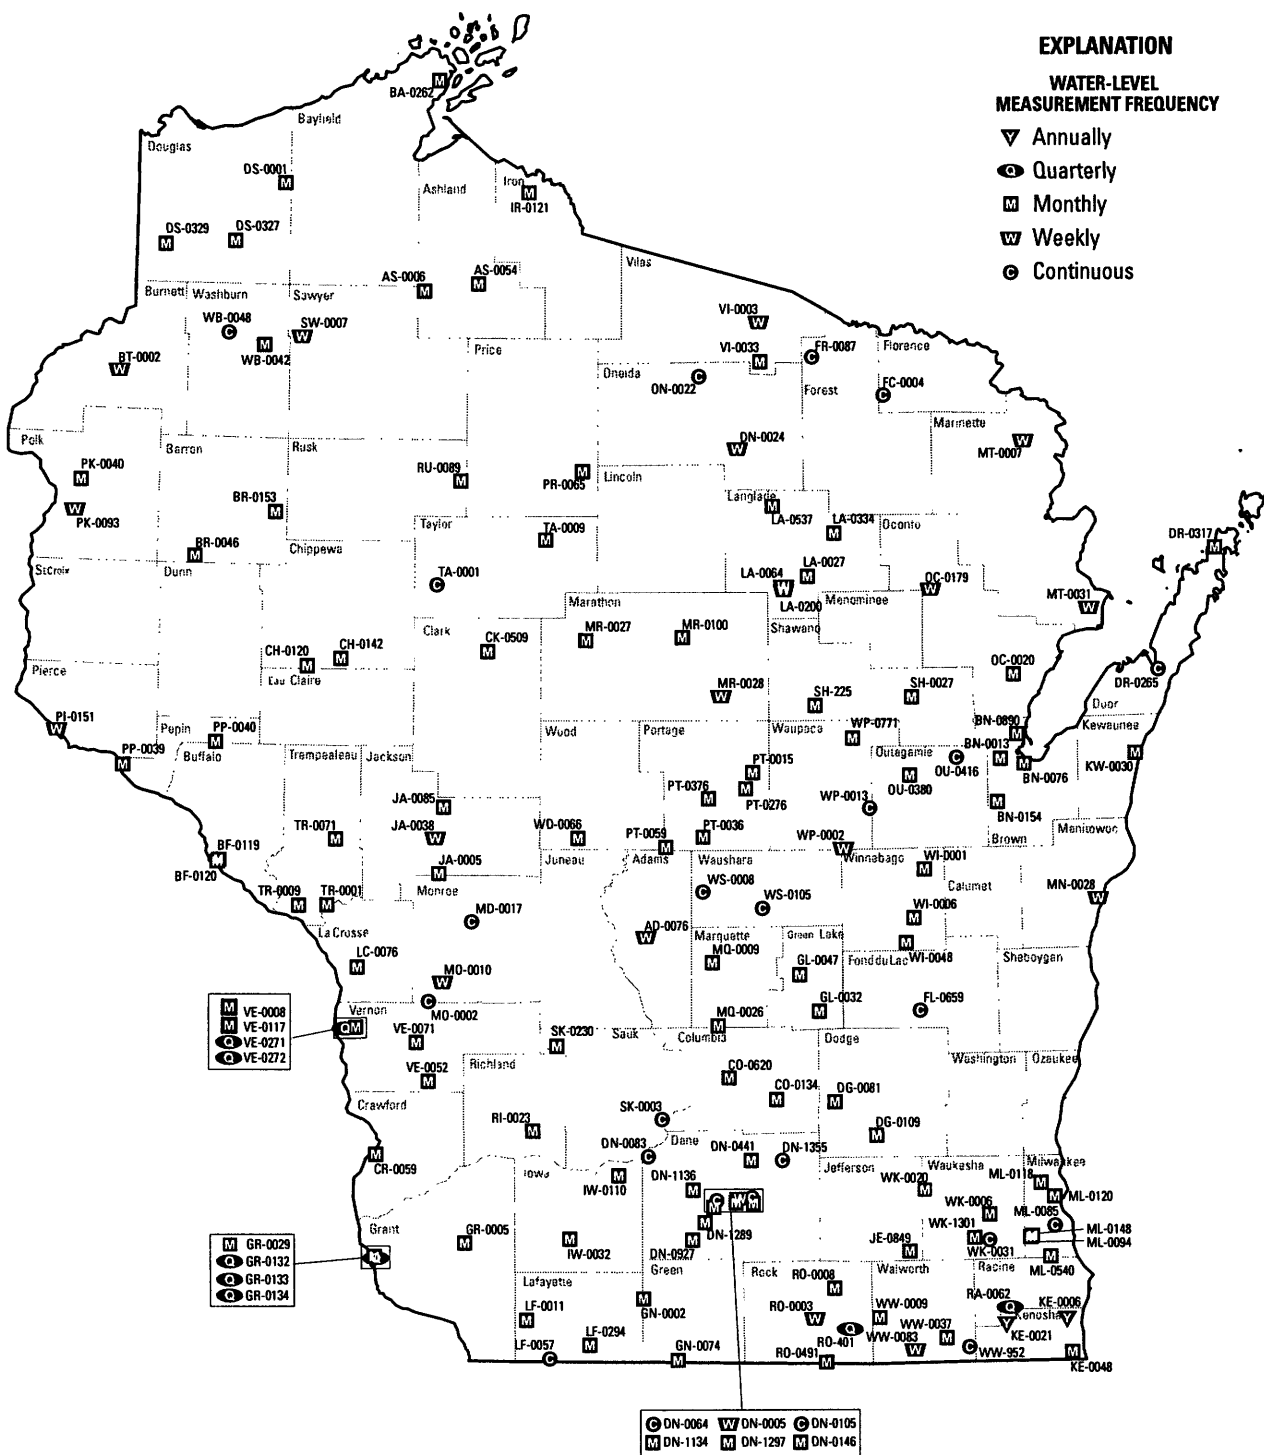 EXPLANATION
WATER-LEVEL
MEASUREMENT FREQUENCY
Y Annually
Q Quarterly
M Monthly
W Weekly
C Continuous
BA-0262
Bayfield
Douglas
DS-0001
Ashland
Iron
IR-0121
DS-0329
DS-0327
Vilas
AS-0006
AS-0054
Burnett
Washburn
Sawyer
WB-0048
SW-0007
VI-0003
WB-0042
BT-0002
Price
VI-0033
FR-0087
Florence
Oneida
ON-0022
Forest
FC-0004
Marinette
Polk
Barron
Rusk
DN-0024
MT-0007
PK-0040
RU-0089
PR-0065
Lincoln
PK-0093
BR-0153
Langlade
LA-0537
LA-0334
Oconto
Taylor
TA-0009
DR-0317
BR-0046
Chippewa
St.Croix
Dunn
TA-0001
LA-0064
LA-0027
OC-0179
LA-0200
Menominee
MT-0031
Marathon
Clark
CK-0509
MR-0027
MR-0100
Shawano
CH-0120
CH-0142
Eau Claire
Pierce
OC-0020
DR-0265
MR-0028
SH-225
SH-0027
Door
Kewaunee
PI-0151
Pepin
PP-0040
Buffalo
PP-0039
Trempealeau
Jackson
Wood
Portage
Waupaca
WP-0771
Outagamie
BN-0890
BN-0013
OU-0416
OU-0380
BN-0076
KW-0030
PT-0015
PT-0376
PT-0276
WP-0013
BN-0154
JA-0085
TR-0071
JA-0038
WO-0066
PT-0059
PT-0036
WP-0002
Brown
Manitowoc
BF-0119
BF-0120
JA-0005
Juneau
Adams
Waushara
Winnebago
WI-0001
Calumet
MN-0028
Monroe
TR-0009
TR-0001
WS-0008
WS-0105
MO-0017
WI-0006
La Crosse
AD-0076
Marquette
Green Lake
MQ-0009
Fond du Lac
WI-0048
Sheboygan
LC-0076
MO-0010
GL-0047
VE-0008
VE-0117
VE-0271
VE-0272
Vernon
MO-0002
GL-0032
FL-0659
MQ-0026
VE-0071
SK-0230
Sauk
Columbia
Dodge
Richland
VE-0052
Washington
Ozaukee
CO-0620
CO-0134
DG-0081
Crawford
SK-0003
RI-0023
DG-0109
DN-0083
Dane
DN-0441
DN-1355
Jefferson
Waukesha
Milwaukee
CR-0059
Iowa
IW-0110
DN-1136
WK-0020
ML-0118
ML-0120
WK-0006
ML-0085
Grant
GR-0005
IW-0032
DN-1289
DN-0927
WK-1301
ML-0148
ML-0094
JE-0849
WK-0031
ML-0540
GR-0029
GR-0132
GR-0133
GR-0134
Lafayette
Green
Rock
RO-0008
Walworth
Racine
RA-0062
KE-0006
LF-0011
GN-0002
RO-0003
WW-0009
WW-0037
Kenosha
KE-0021
LF-0294
RO-401
WW-0083
LF-0057
GN-0074
RO-0491
WW-952
KE-0048
C DN-0064 W DN-0005 C DN-0105
M DN-1134 M DN-1297 M DN-0146